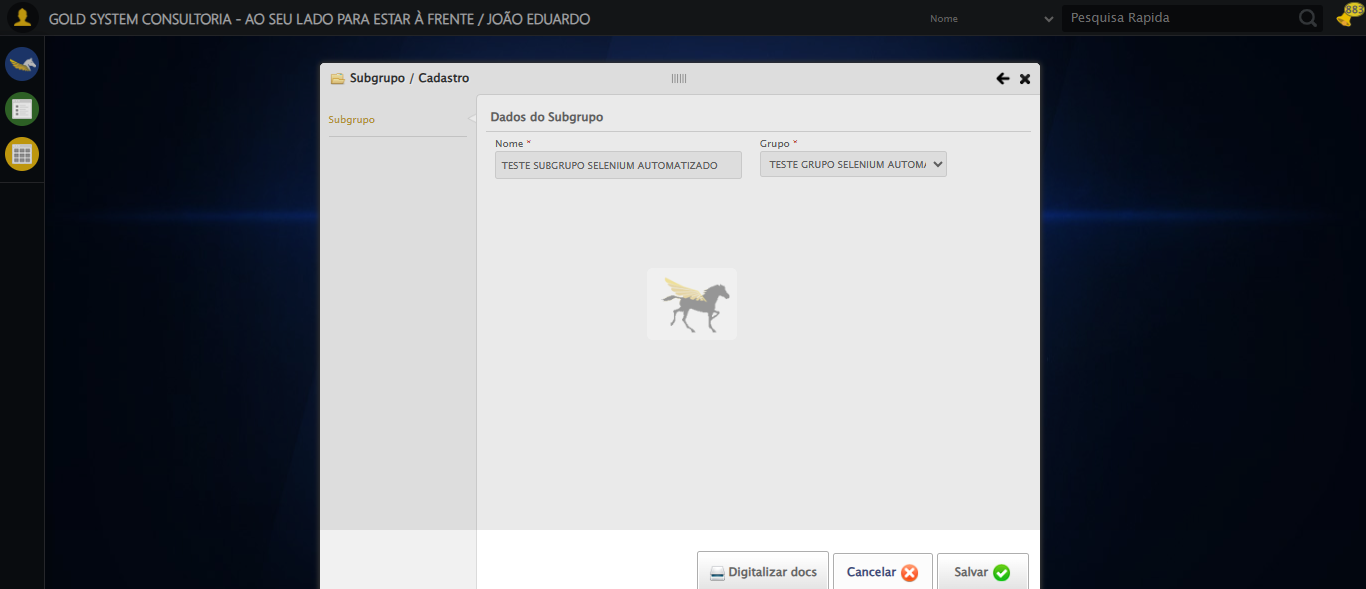 GOLD SYSTEM CONSULTORIA - AO SEU LADO PARA ESTAR À FRENTE / JOÃO EDUARDO
Nome
Pesquisa Rapida
883
Subgrupo / Cadastro
Subgrupo
Dados do Subgrupo
Nome *
Grupo *
TESTE SUBGRUPO SELENIUM AUTOMATIZADO
TESTE GRUPO SELENIUM AUTOMA
Digitalizar docs
Cancelar
Salvar